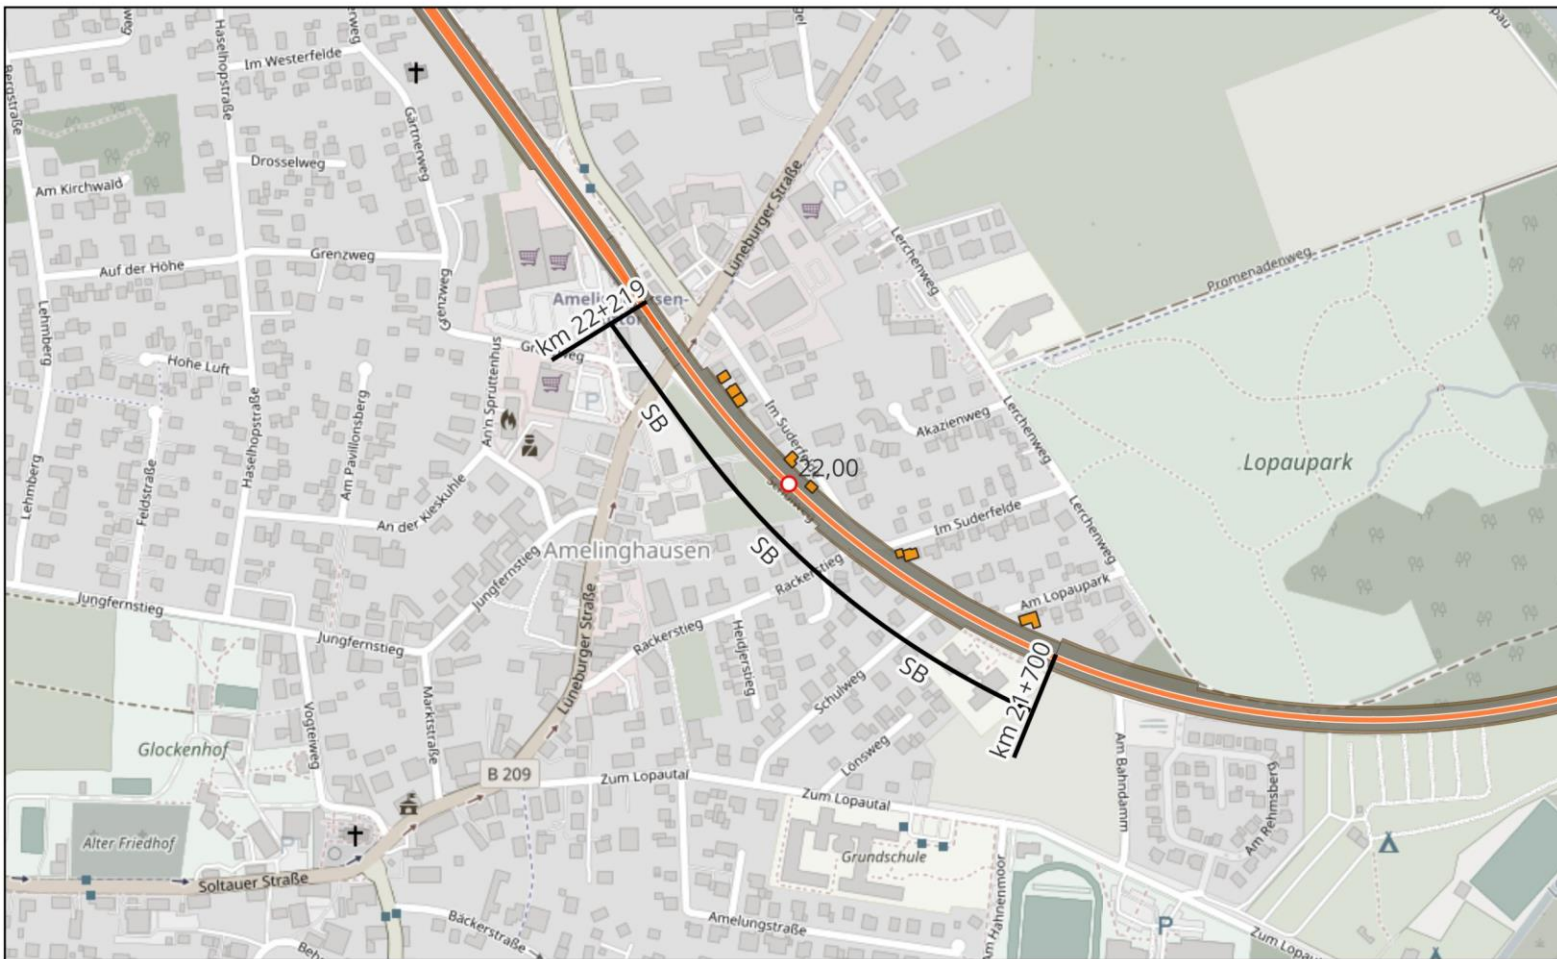 Haselhopstraße
Im Westerfelde
Bergstraße
Gärtnerweg
Drosselweg
Am Kirchwald
Lüneburger Straße
P
Lerchenweg
Auf der Höhe
Grenzweg
Grenzweg
Promenadenweg
km 22+219
Lehmberg
Hohe Luft
Haselhopstraße
Am Pavillonsberg
An'n Sprüttenhus
P
SB
Im Suderfelde
Akazienweg
Lerchenweg
22,00
Lopaupark
Lehmberg
Feldstraße
An der Kieskuhle
Schulweg
Im Suderfelde
Lerchenweg
Amelinghausen
SB
Rackerstieg
Jungfernstieg
Am Lopaupark
Jungfernstieg
Jungfernstieg
Lüneburger Straße
Rackerstieg
Heidjerstieg
SB
Schulweg
km 21+700
Vogteiweg
Marktstraße
Glockenhof
Lönsweg
B 209
Zum Lopautal
Zum Lopautal
Am Bahndamm
Am Rehmsberg
Alter Friedhof
P
Grundschule
Soltauer Straße
Bäckerstraße
Amelungstraße
Am Hahnenmoor
P